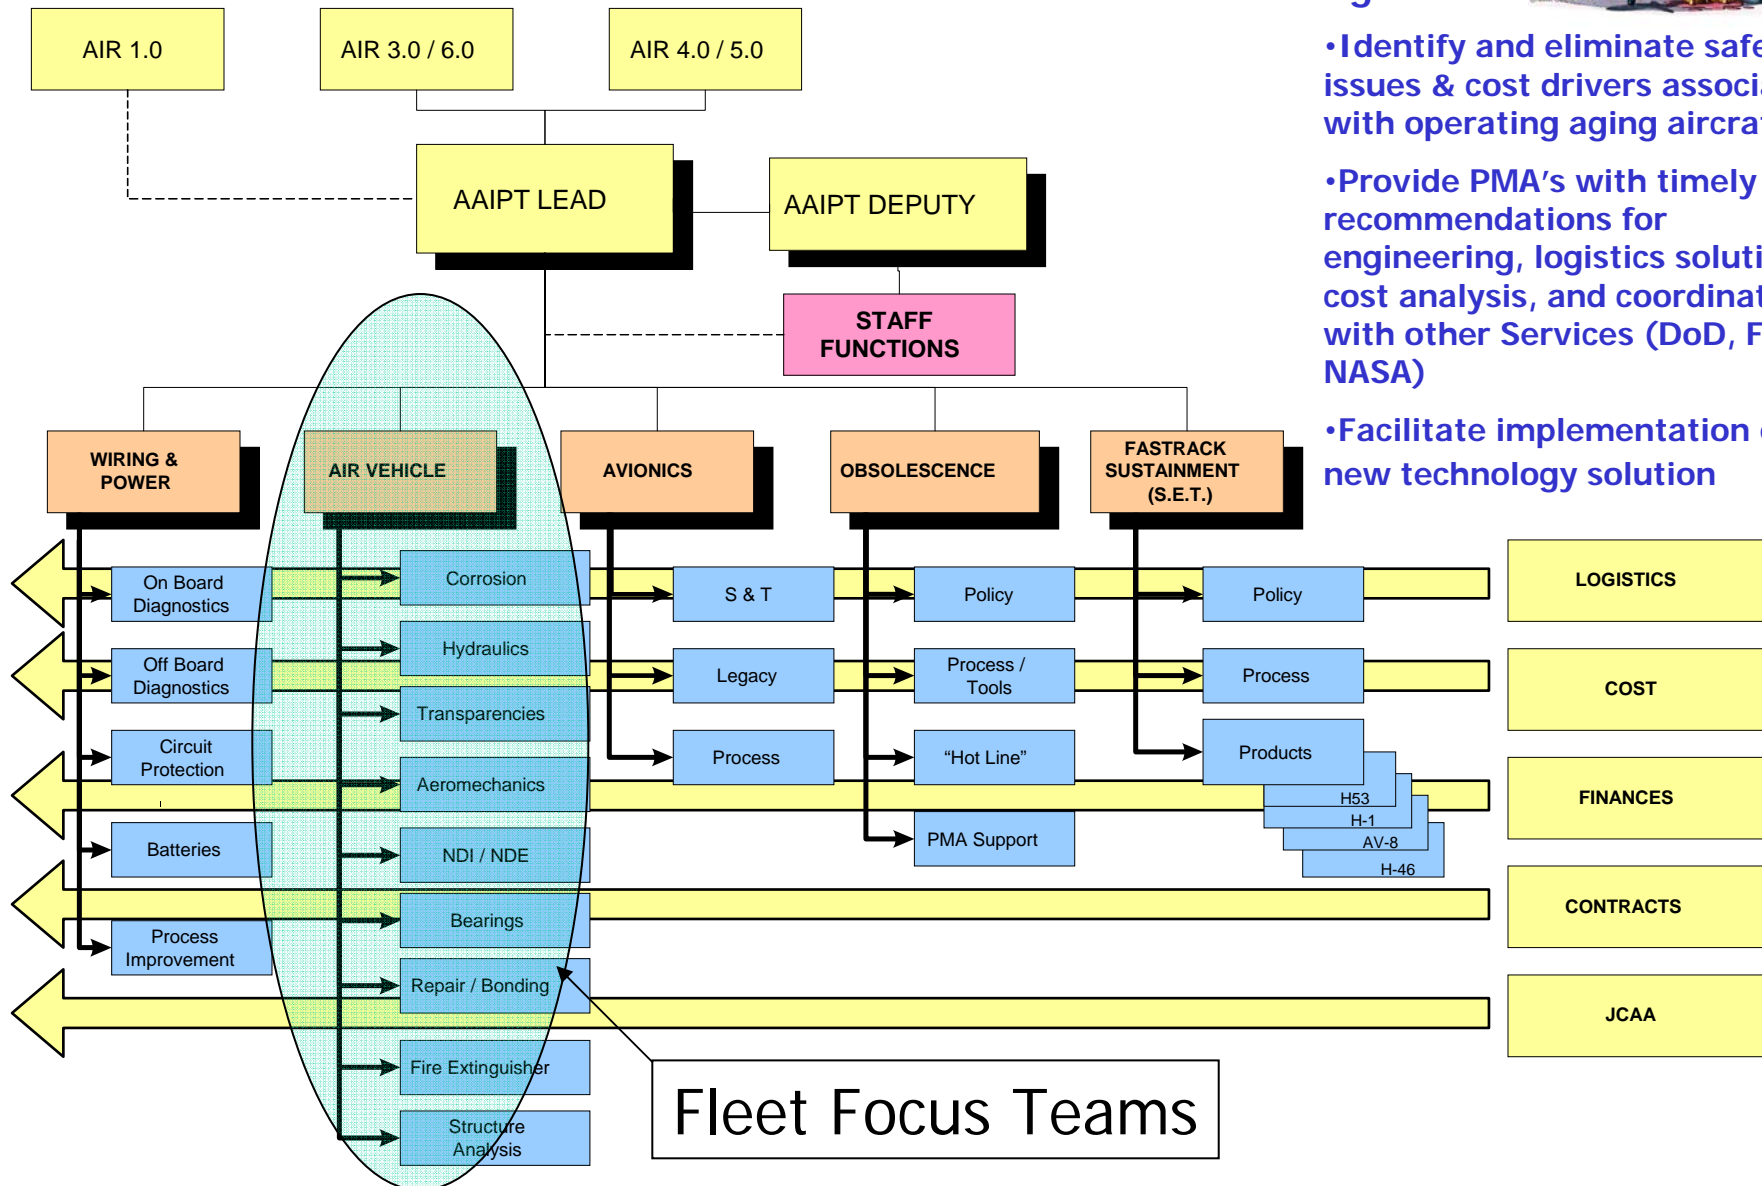 AIR 1.0
AIR 3.0 / 6.0
AIR 4.0 / 5.0
AAIPT LEAD
AAIPT DEPUTY
STAFF
FUNCTIONS
•Identify and eliminate safe
issues & cost drivers associa
with operating aging aircra
•Provide PMA's with timely
recommendations for
engineering, logistics soluti
cost analysis, and coordinat
with other Services (DoD, F
NASA)
•Facilitate implementation
new technology solution
WIRING &
POWER
AIR VEHICLE
AVIONICS
OBSOLESCENCE
FASTRACK
SUSTAINMENT
(S.E.T.)
On Board
Diagnostics
Off Board
Diagnostics
Circuit
Protection
Batteries
Process
Improvement
Corrosion
Hydraulics
Transparencies
Aeromechanics
NDI / NDE
Bearings
Repair / Bonding
Fire Extinguisher
Structure
Analysis
S & T
Legacy
Process
Policy
Process /
Tools
“Hot Line”
PMA Support
Policy
Process
Products
H53
H-1
AV-8
H-46
LOGISTICS
COST
FINANCES
CONTRACTS
JCAA
Fleet Focus Teams